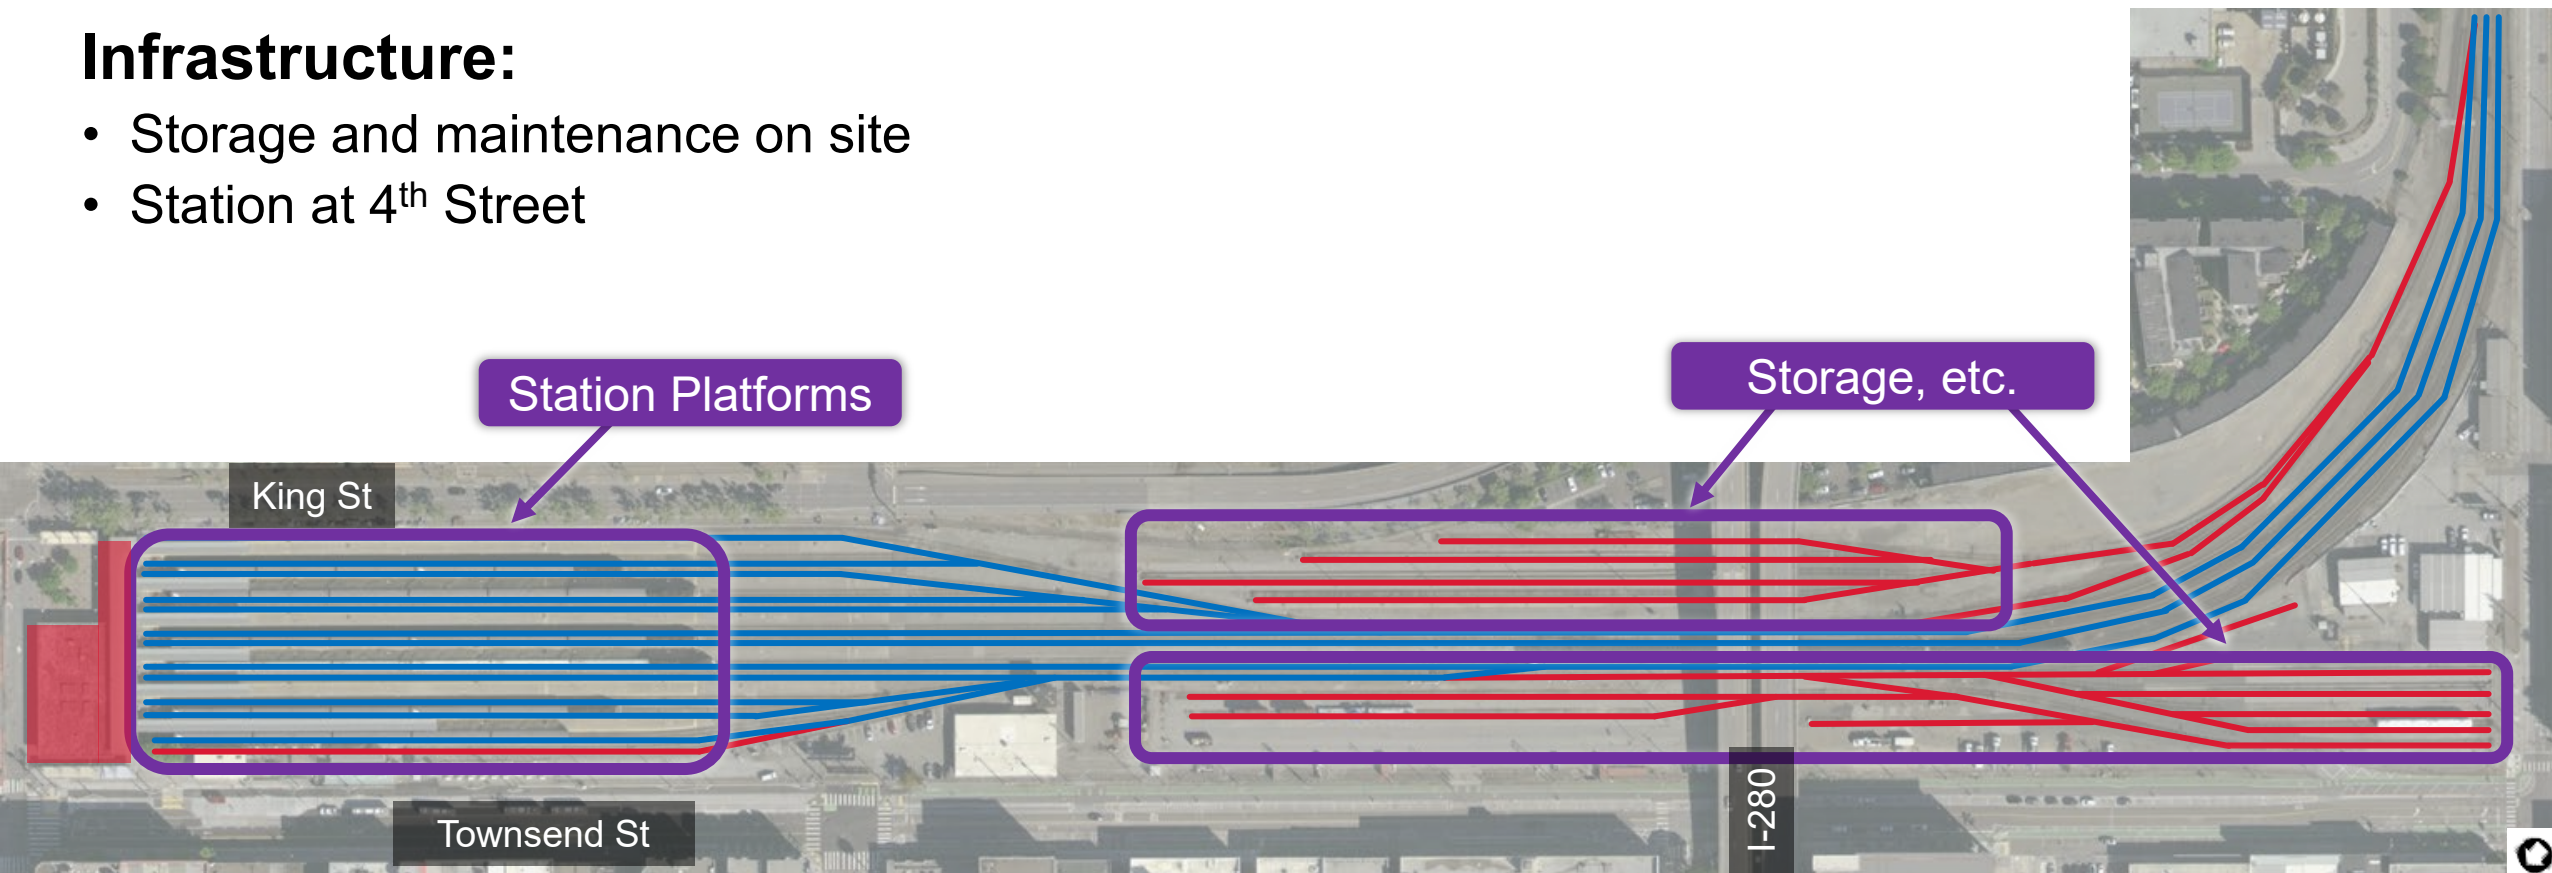 Infrastructure:
• Storage and maintenance on site
• Station at 4th Street
Station Platforms
Storage, etc.
King St
Townsend St
I-280